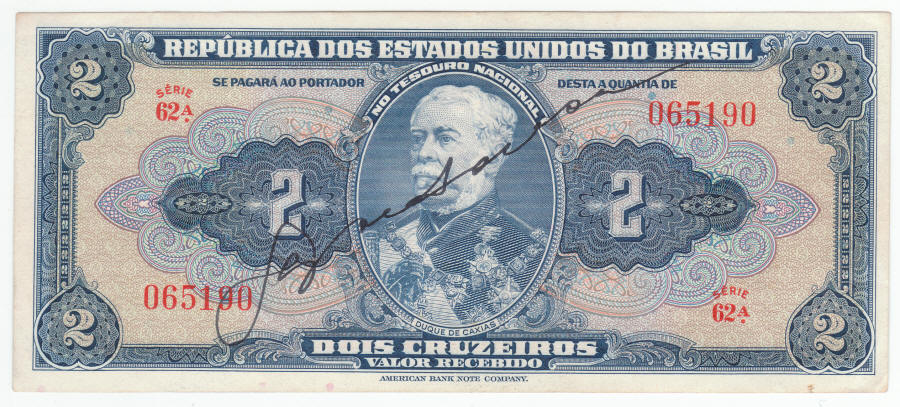 2 REPÚBLICA DOS ESTADOS UNIDOS DO BRASIL 2
SE PAGARÁ AO PORTADOR
NO TESOURO NACIONAL
DESTA A QUANTIA DE
SÉRIE
62A.
065190
2
2
065190
SÉRIE
62A.
DUQUE DE CAXIAS
2 DOIS CRUZEIROS 2
VALOR RECEBIDO
AMERICAN BANK NOTE COMPANY.